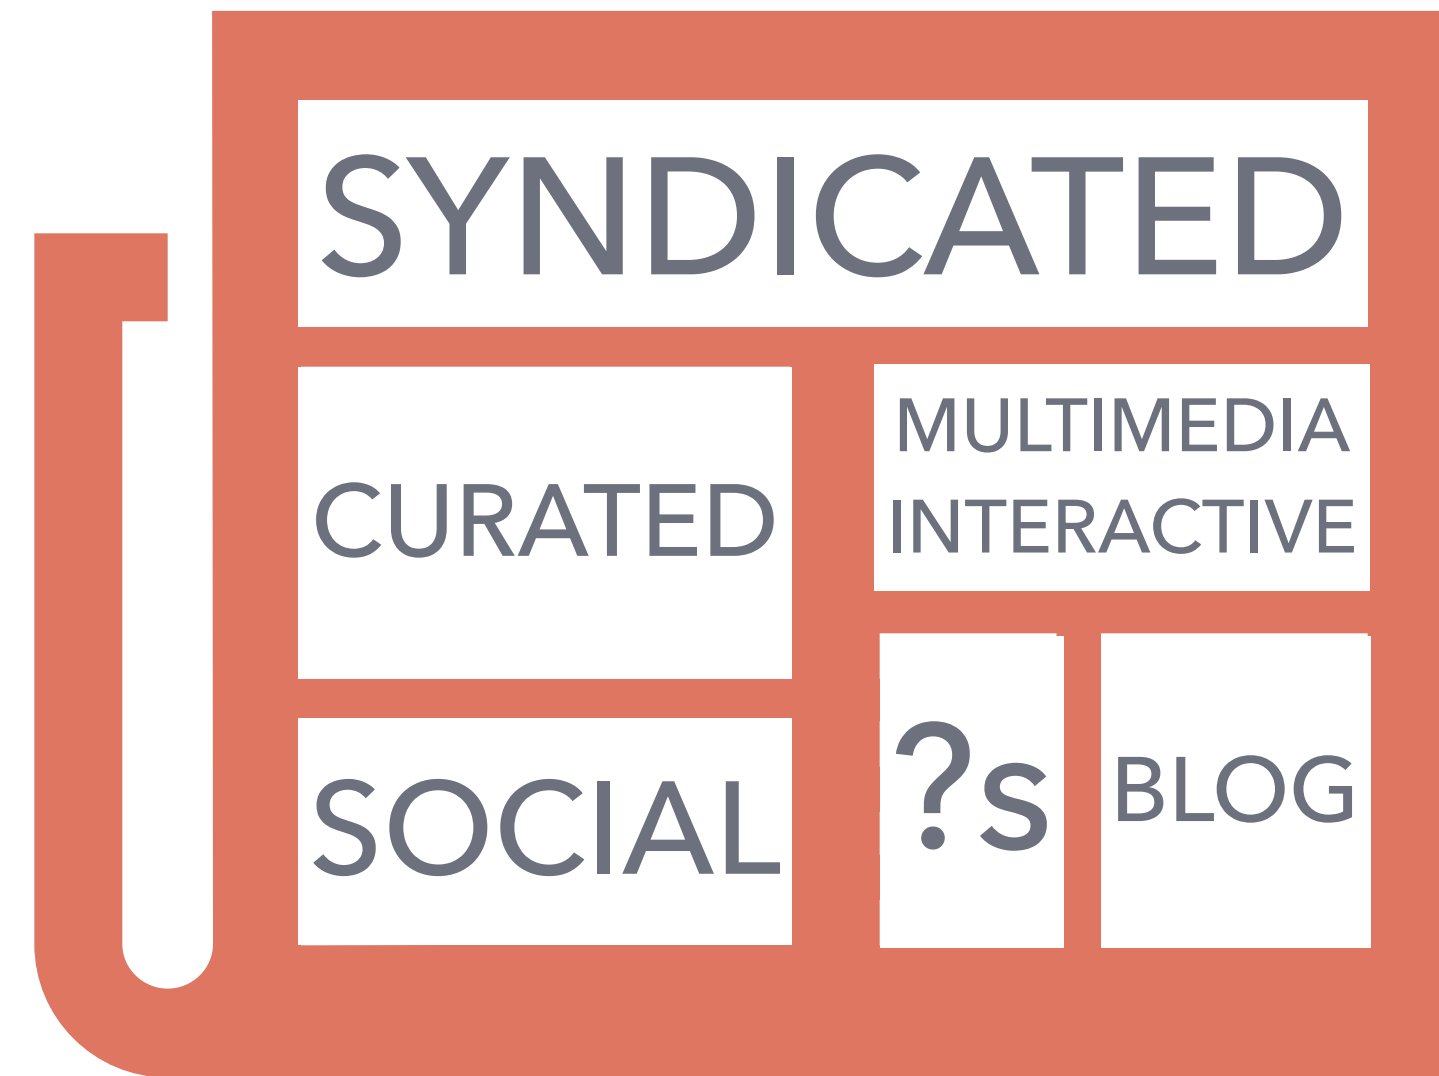 SYNDICATED
CURATED
MULTIMEDIA
INTERACTIVE
SOCIAL
?s
BLOG